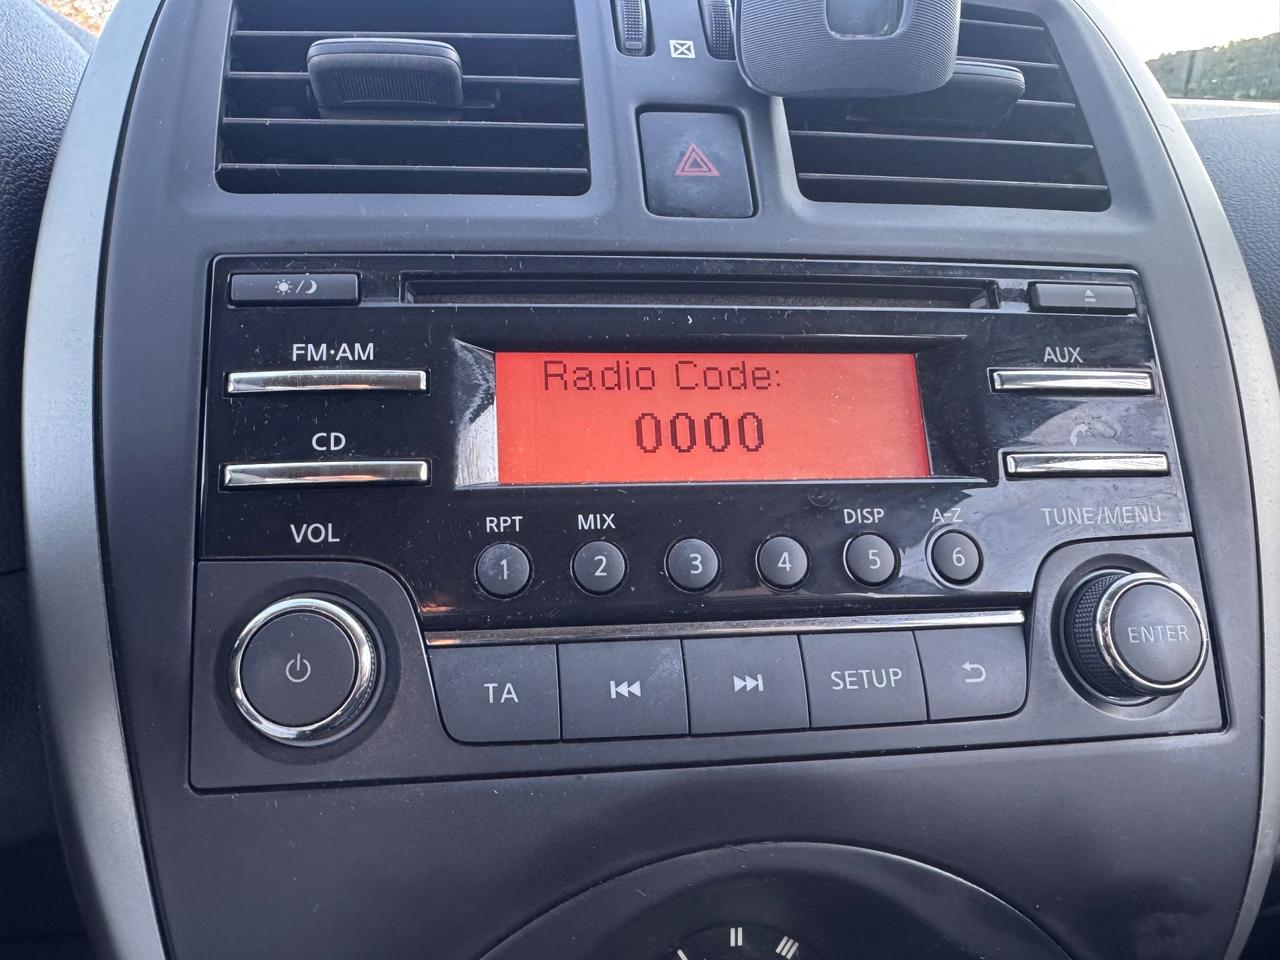 FM·AM
AUX
Radio Code:
0000
CD
VOL
RPT
MIX
DISP
A-Z
TUNE/MENU
1
2
3
4
5
6
ENTER
TA
SETUP